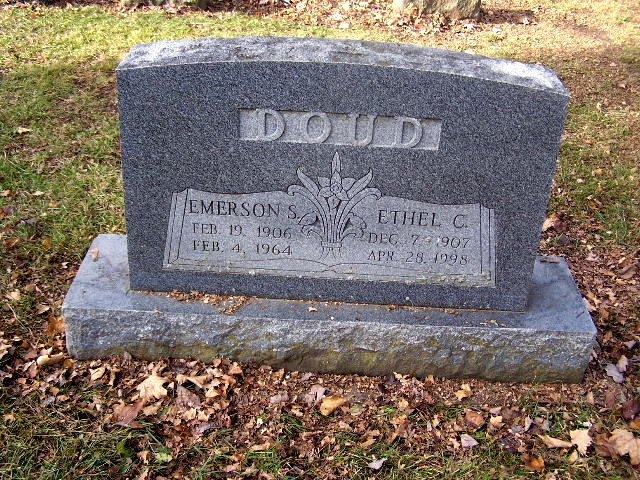 DOUD
EMERSON S.
FEB. 19, 1906
FEB. 4, 1964
ETHEL C.
DEC. 7, 1907
APR. 28, 1998